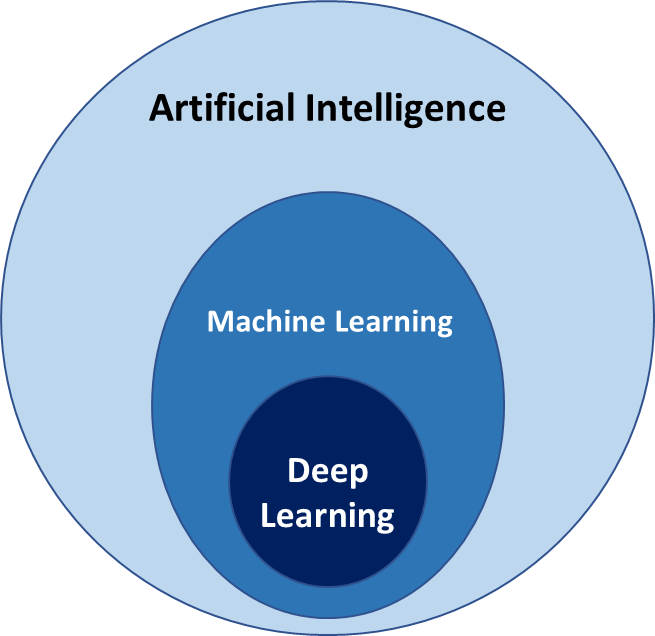 Artificial Intelligence
Machine Learning
Deep
Learning